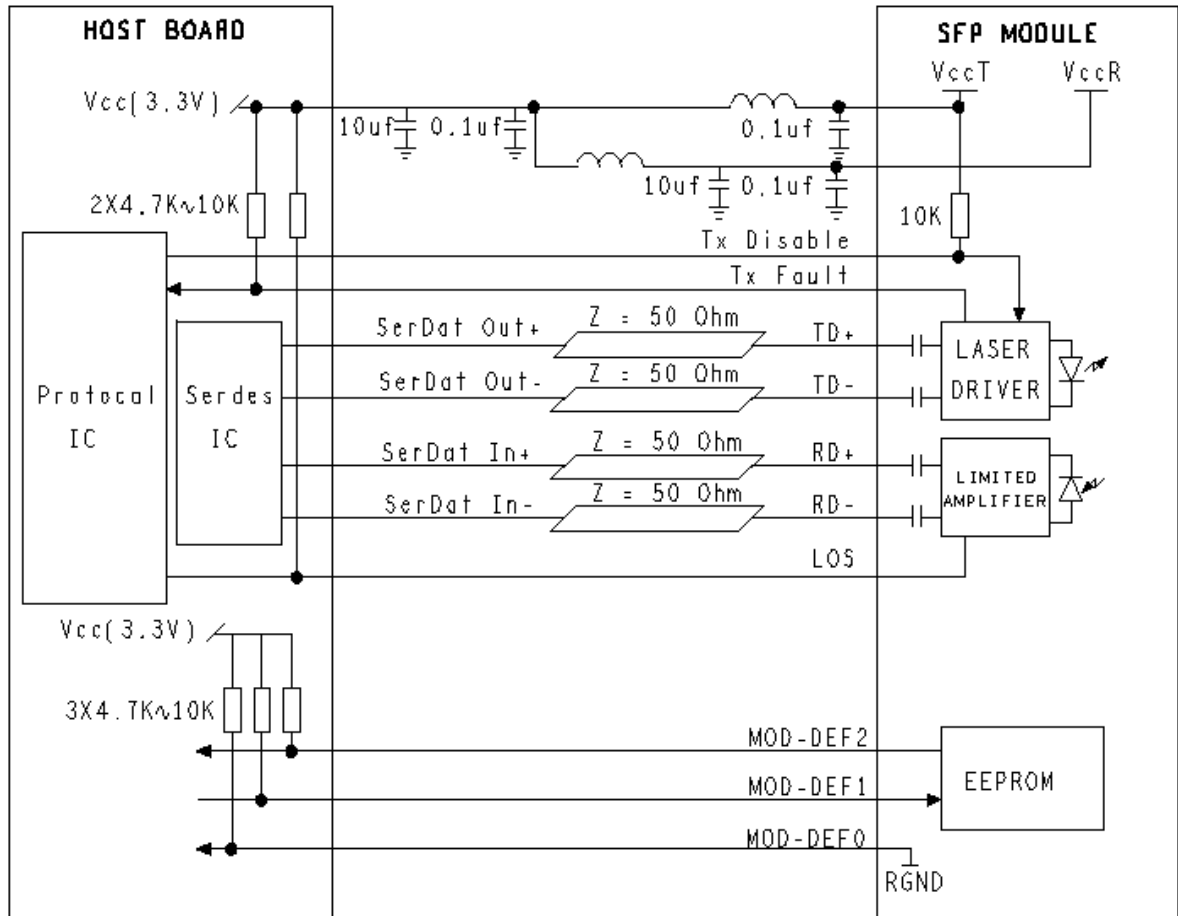 HOST BOARD
SFP MODULE
VccT
VccR
Vcc(3.3V)
10uf
0.1uf
0.1uf
10uf
0.1uf
2X4.7K~10K
10K
Tx Disable
Tx Fault
SerDat Out+
Z = 50 Ohm
TD+
LASER
DRIVER
SerDat Out-
Z = 50 Ohm
TD-
Protocal
IC
Serdes
IC
SerDat In+
Z = 50 Ohm
RD+
LIMITED
AMPLIFIER
SerDat In-
Z = 50 Ohm
RD-
LOS
Vcc(3.3V)
3X4.7K~10K
MOD-DEF2
EEPROM
MOD-DEF1
MOD-DEF0
RGND